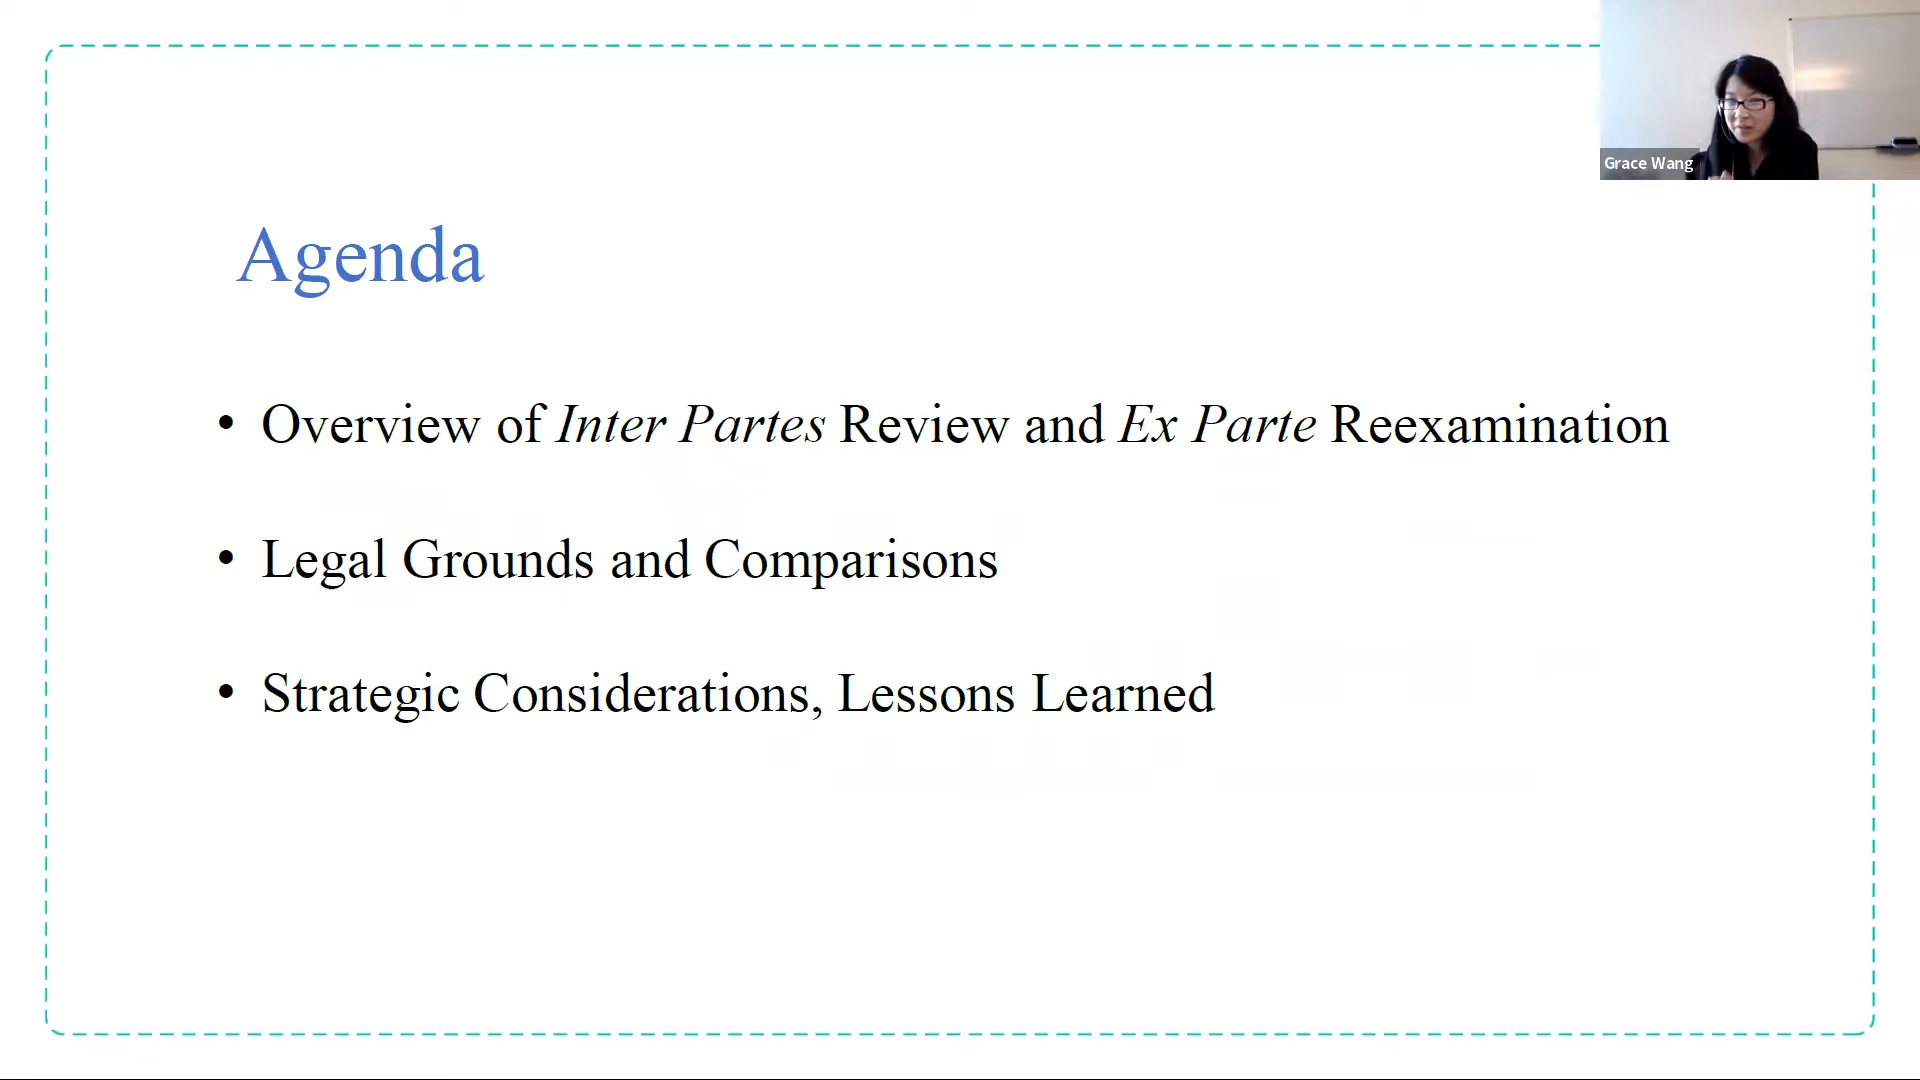 Grace Wang
Agenda
• Overview of Inter Partes Review and Ex Parte Reexamination
• Legal Grounds and Comparisons
• Strategic Considerations, Lessons Learned